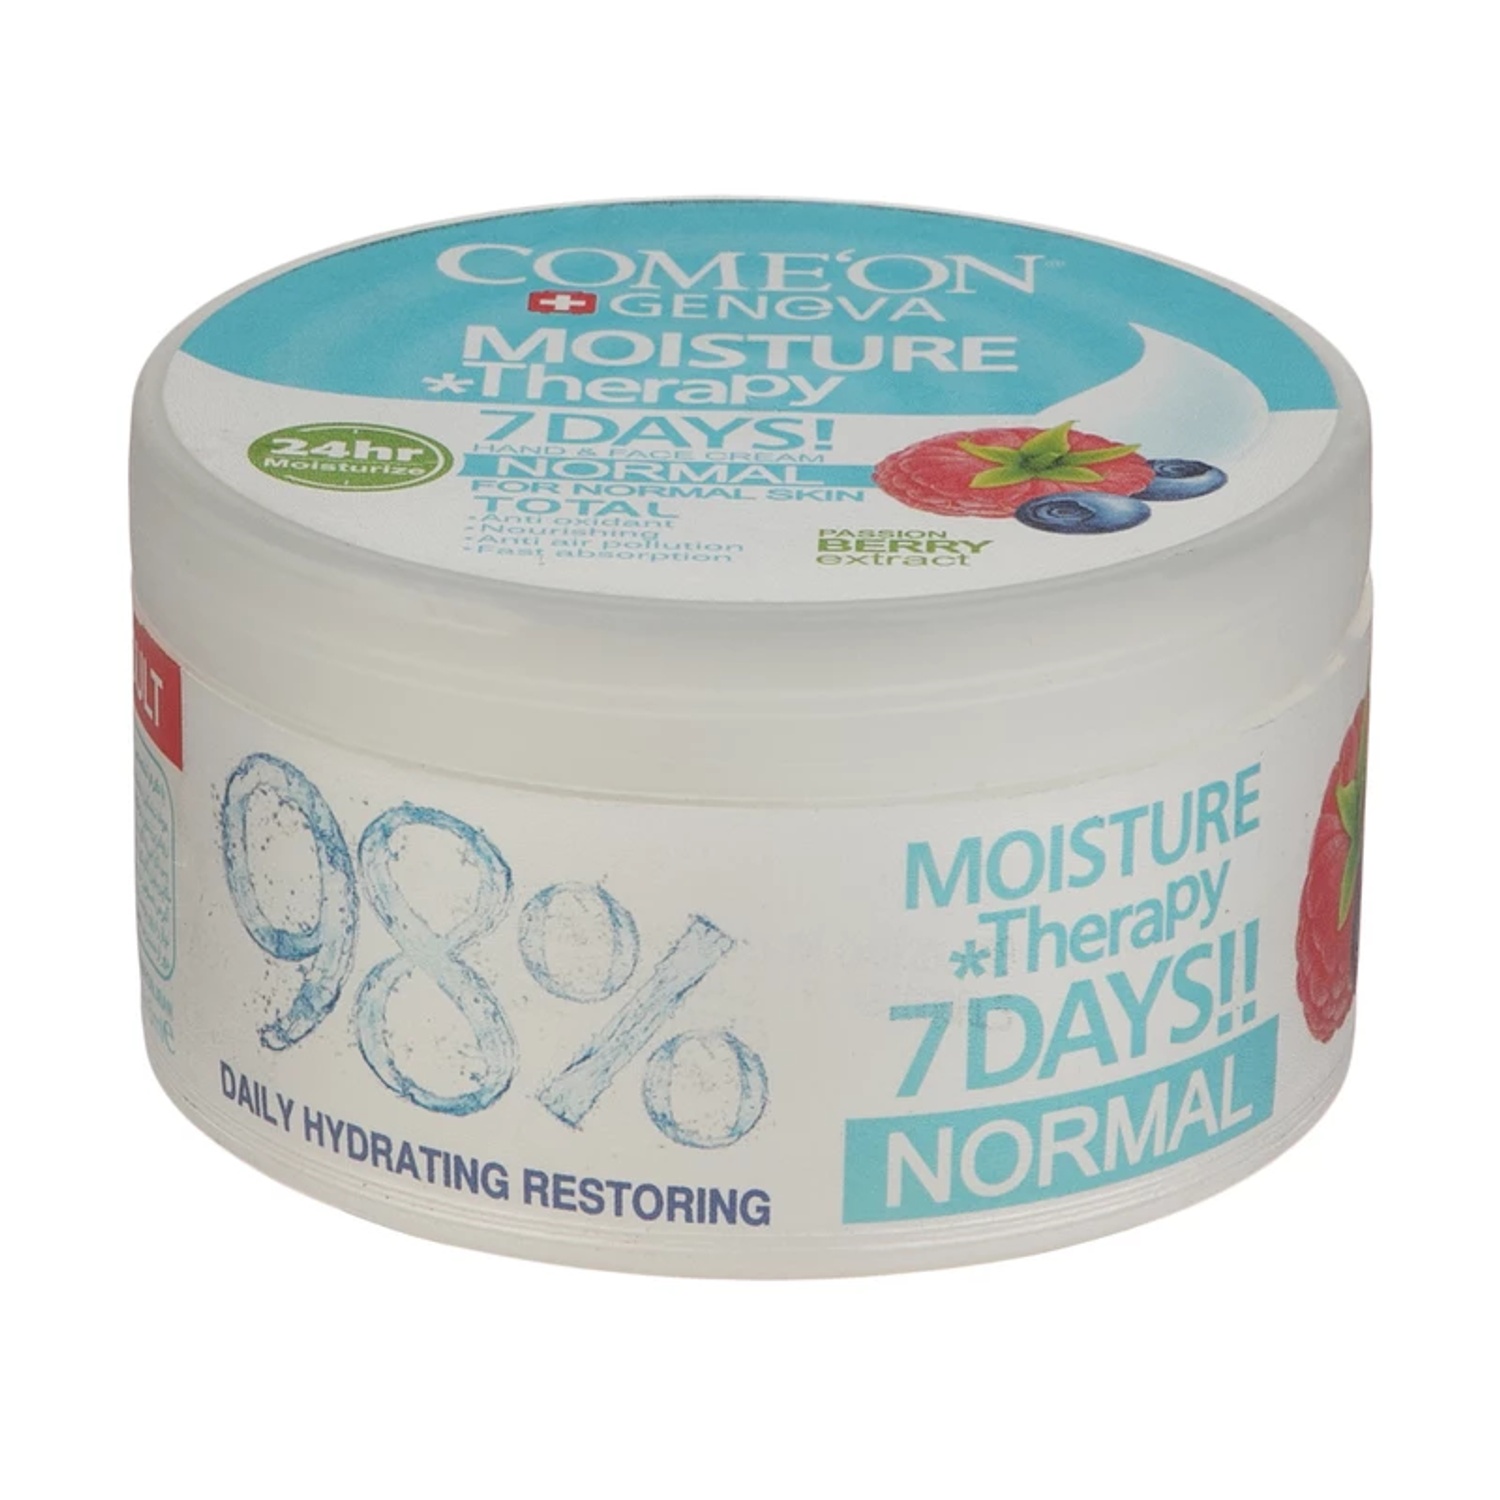 COME'ON®
GENEVA
MOISTURE
*Therapy
7DAYS!
HAND & FACE CREAM
NORMAL
FOR NORMAL SKIN
TOTAL
• Anti oxidant
• Nourishing
• Anti air pollution
• Fast absorption
24hr
Moisturize
PASSION
BERRY
extract
98%
DAILY HYDRATING RESTORING
MOISTURE
*Therapy
7DAYS!!
NORMAL